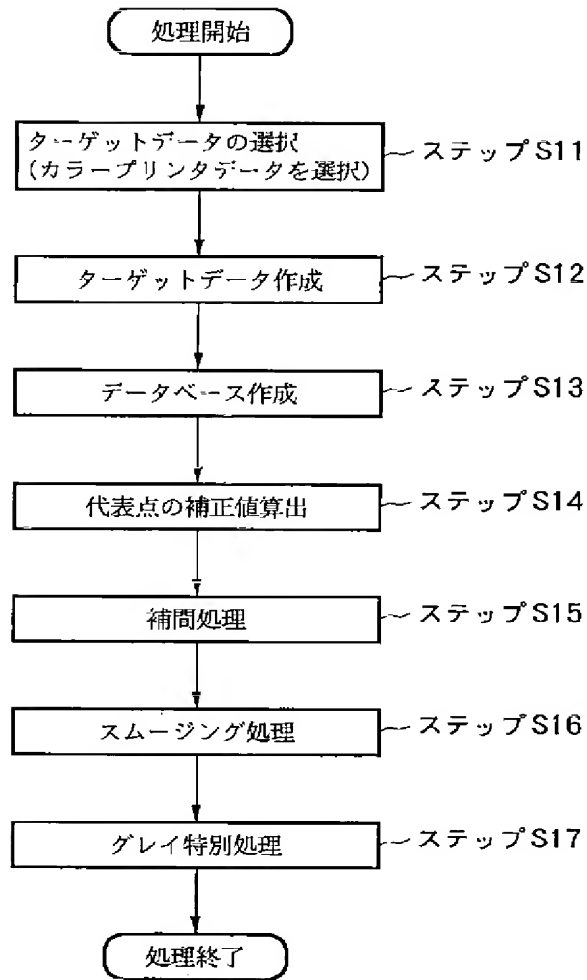 処理開始
ターゲットデータの選択
(カラープリンタデータを選択)
ステップS11
ターゲットデータ作成
ステップS12
データベース作成
ステップS13
代表点の補正値算出
ステップS14
補間処理
ステップS15
スムージング処理
ステップS16
グレイ特別処理
ステップS17
処理終了